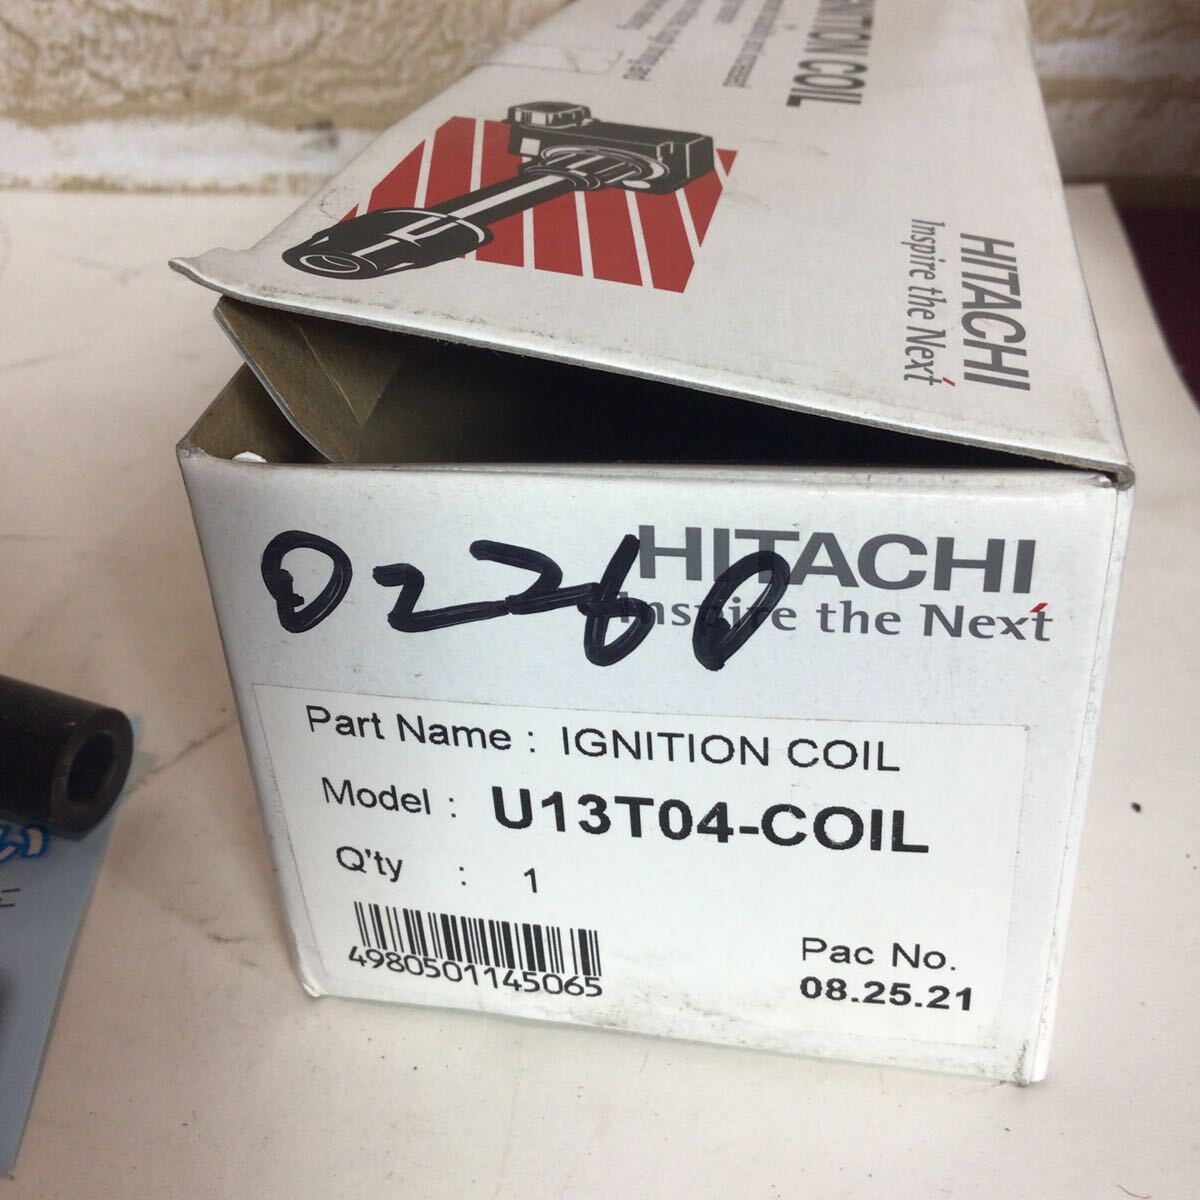 IGNITION COIL
HITACHI
Inspire the Next
02260
HITACHI
Inspire the Next
Part Name : IGNITION COIL
Model : U13T04-COIL
Q'ty : 1
4980501145065
Pac No.
08.25.21